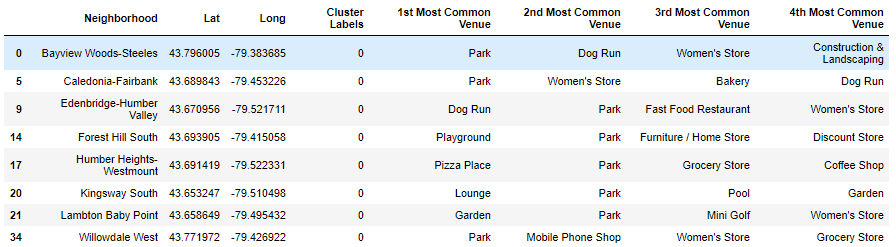 Neighborhood Lat Long Cluster Labels 1st Most Common Venue 2nd Most Common Venue 3rd Most Common Venue 4th Most Common Venue
0 Bayview Woods-Steeles 43.796005 -79.383685 0 Park Dog Run Women's Store Construction & Landscaping
5 Caledonia-Fairbank 43.689843 -79.453226 0 Park Women's Store Bakery Dog Run
9 Edenbridge-Humber Valley 43.670956 -79.521711 0 Dog Run Park Fast Food Restaurant Women's Store
14 Forest Hill South 43.693905 -79.415058 0 Playground Park Furniture / Home Store Discount Store
17 Humber Heights-Westmount 43.691419 -79.522331 0 Pizza Place Park Grocery Store Coffee Shop
20 Kingsway South 43.653247 -79.510498 0 Lounge Park Pool Garden
21 Lambton Baby Point 43.658649 -79.495432 0 Garden Park Mini Golf Women's Store
34 Willowdale West 43.771972 -79.426922 0 Park Mobile Phone Shop Women's Store Grocery Store